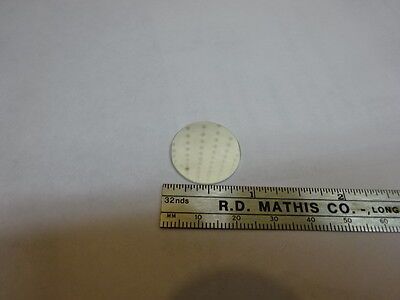 1 2
32nds R.D. MATHIS CO. -, LONG
MM 10 20 30 40 50 60